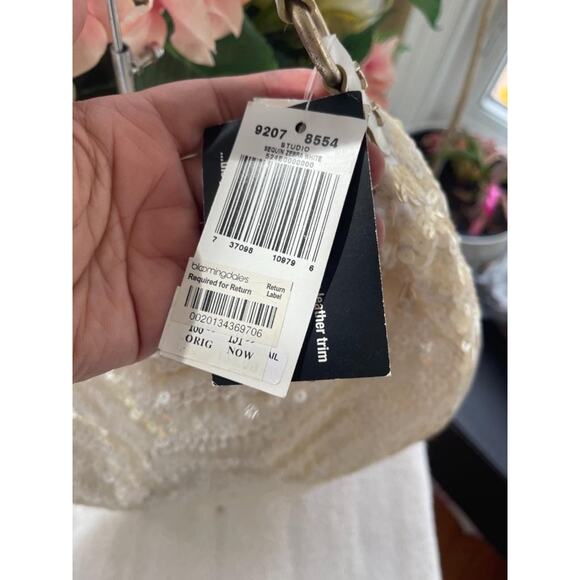 9207 8554
STUDIO
SEQUIN ZEBRA WHITE
7 37098 10979 6
bloomingdales
Required for Return
Return
Label
0020134369706
ORIG NOW
leather trim